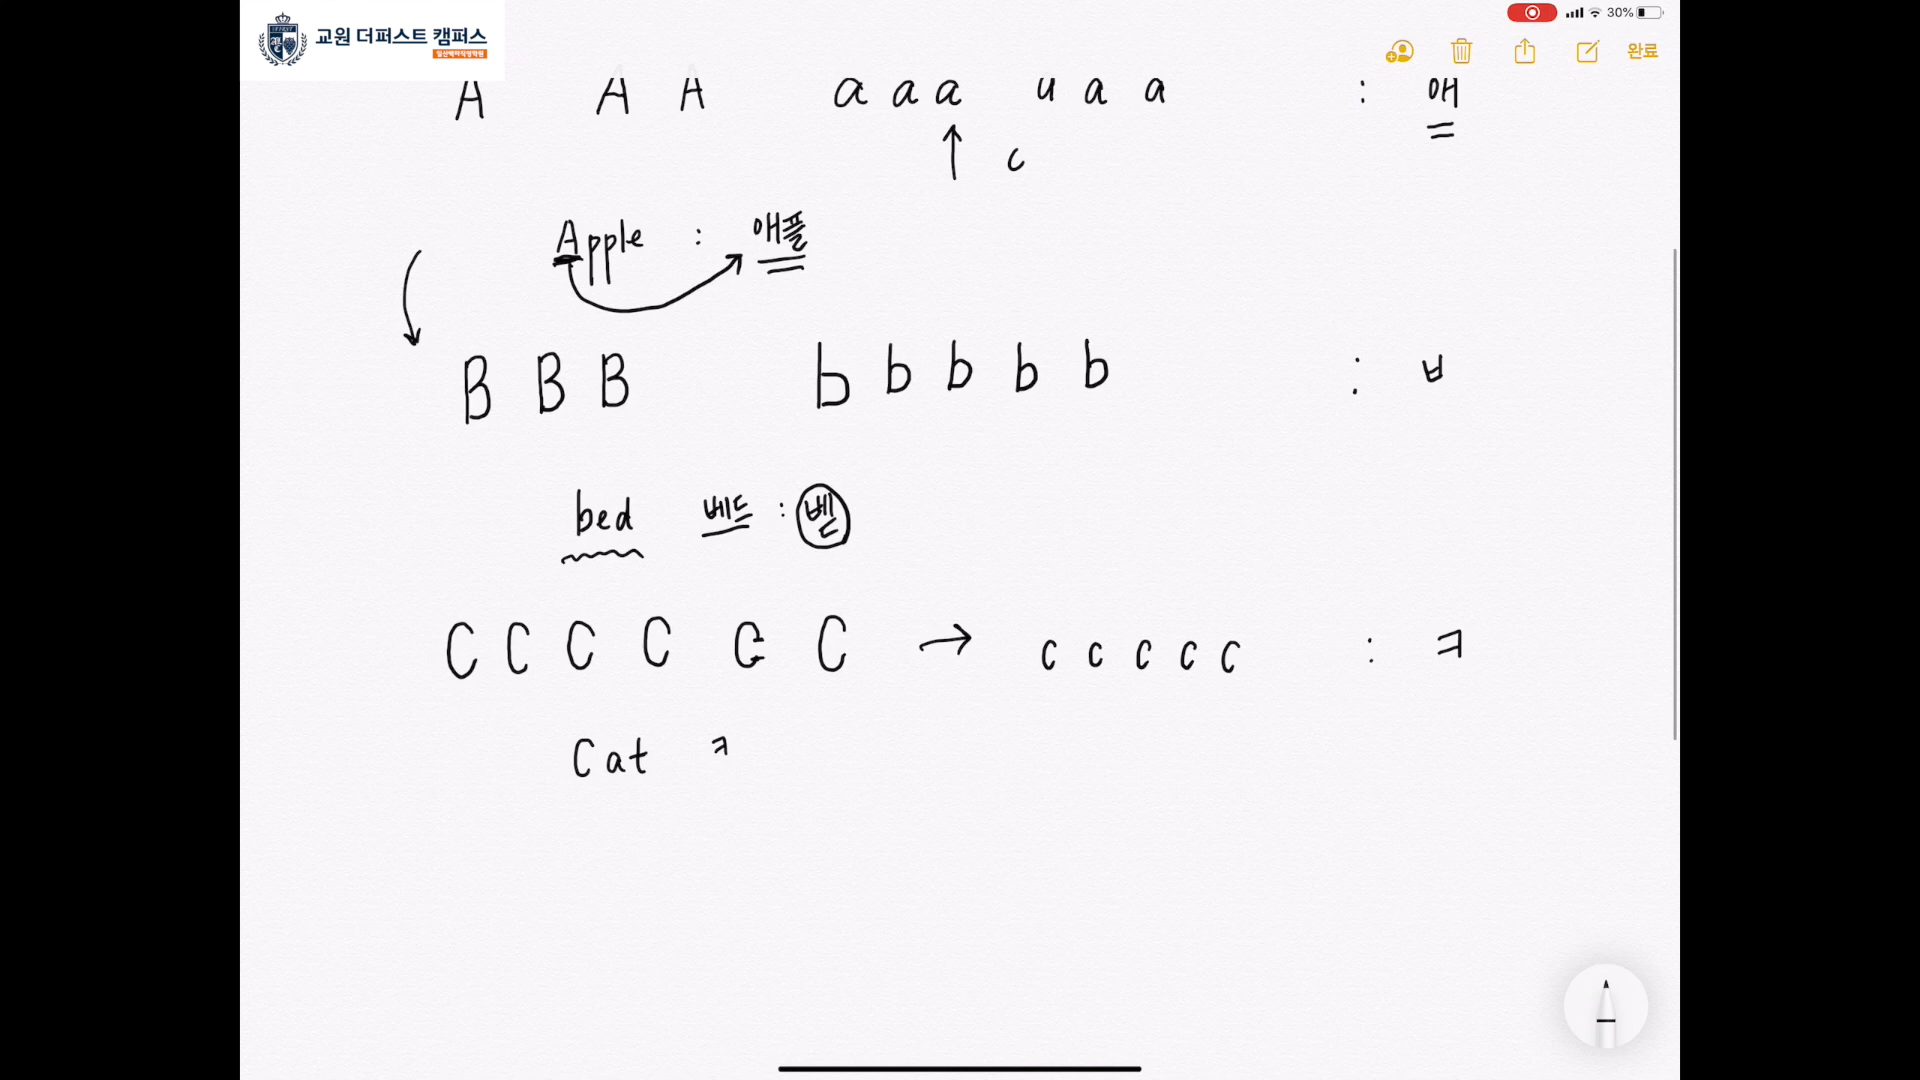 교원 더퍼스트 캠퍼스
30%
완료
A A A a a a u a a : 애
c
Apple : 애플
B B B b b b b b : ㅂ
bed 베드 : 벧
C C C C C C → c c c c c : ㅋ
Cat ㅋ